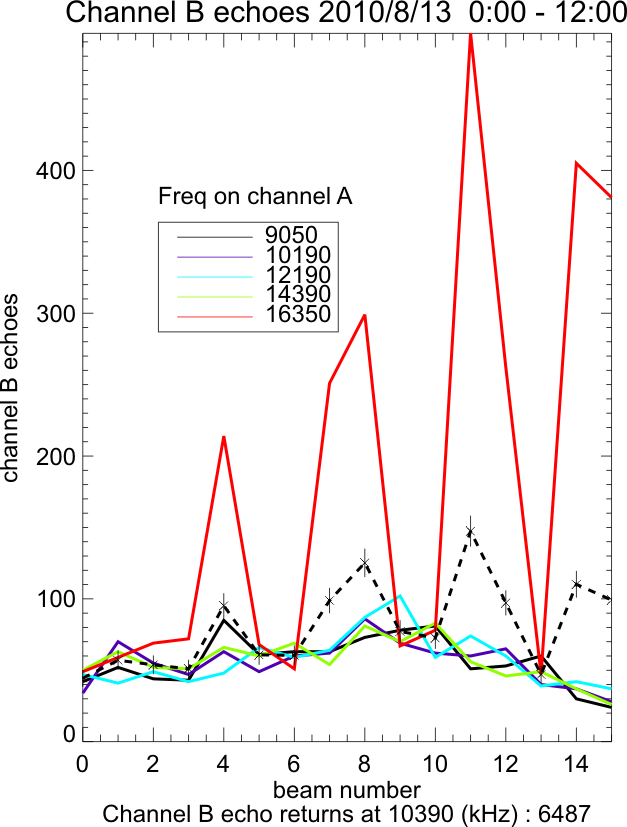 Channel B echoes 2010/8/13  0:00 - 12:00
400
Freq on channel A
9050
10190
12190
14390
16350
300
channel B echoes
200
100
0
0 2 4 6 8 10 12 14
beam number
Channel B echo returns at 10390 (kHz) : 6487